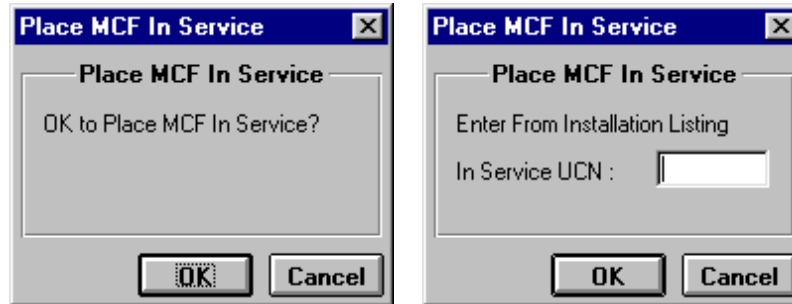 Place MCF In Service
Place MCF In Service
OK to Place MCF In Service?
OK
Cancel
Place MCF In Service
Place MCF In Service
Enter From Installation Listing
In Service UCN :
OK
Cancel